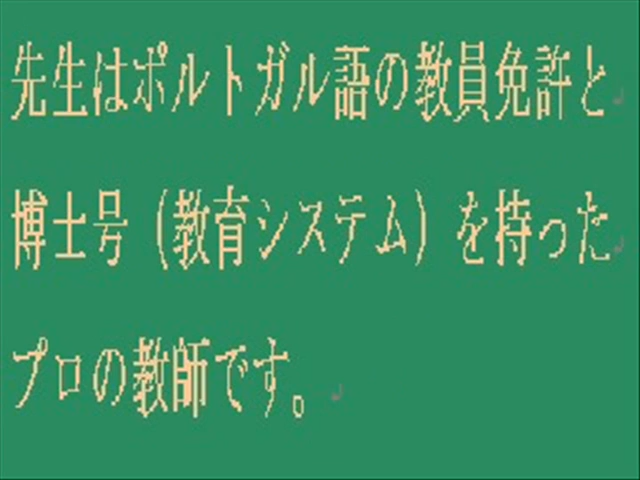 先生はポルトガル語の教員免許と
博士号（教育システム）を持った
プロの教師です。